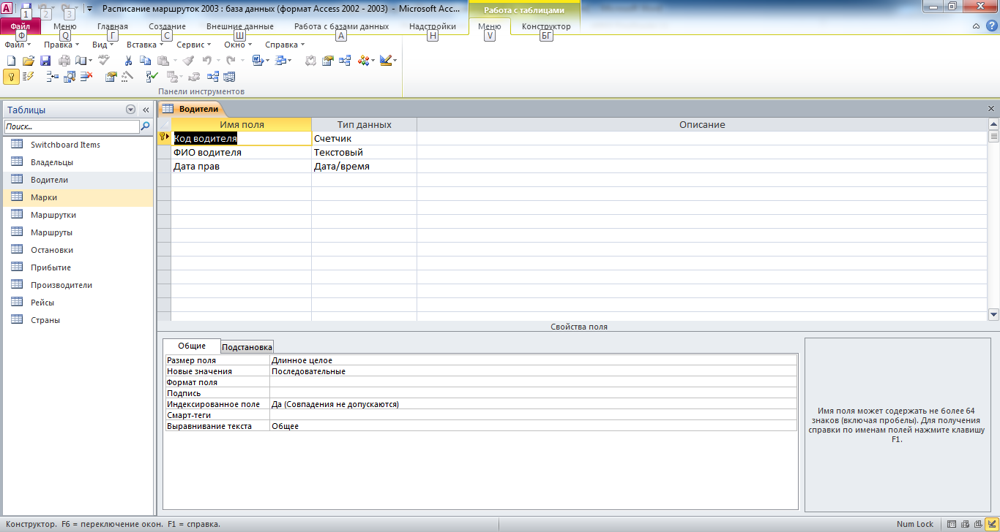 Расписание маршруток 2003 : база данных (формат Access 2002 - 2003) - Microsoft Acc...
Работа с таблицами
1 2 3
Файл Меню Главная Создание Внешние данные Работа с базами данных Надстройки Меню Конструктор
Ф Q Г С Ш А Н V БГ
Файл Правка Вид Вставка Сервис Окно Справка
Панели инструментов
Таблицы
Поиск...
Switchboard Items
Владельцы
Водители
Марки
Маршрутки
Маршруты
Остановки
Прибытие
Производители
Рейсы
Страны
Водители
Имя поля Тип данных Описание
Код водителя Счетчик
ФИО водителя Текстовый
Дата прав Дата/время
Свойства поля
Общие Подстановка
Размер поля Длинное целое
Новые значения Последовательные
Формат поля
Подпись
Индексированное поле Да (Совпадения не допускаются)
Смарт-теги
Выравнивание текста Общее
Имя поля может содержать не более 64
знаков (включая пробелы). Для получения
справки по именам полей нажмите клавишу
F1.
Конструктор. F6 = переключение окон. F1 = справка.
Num Lock